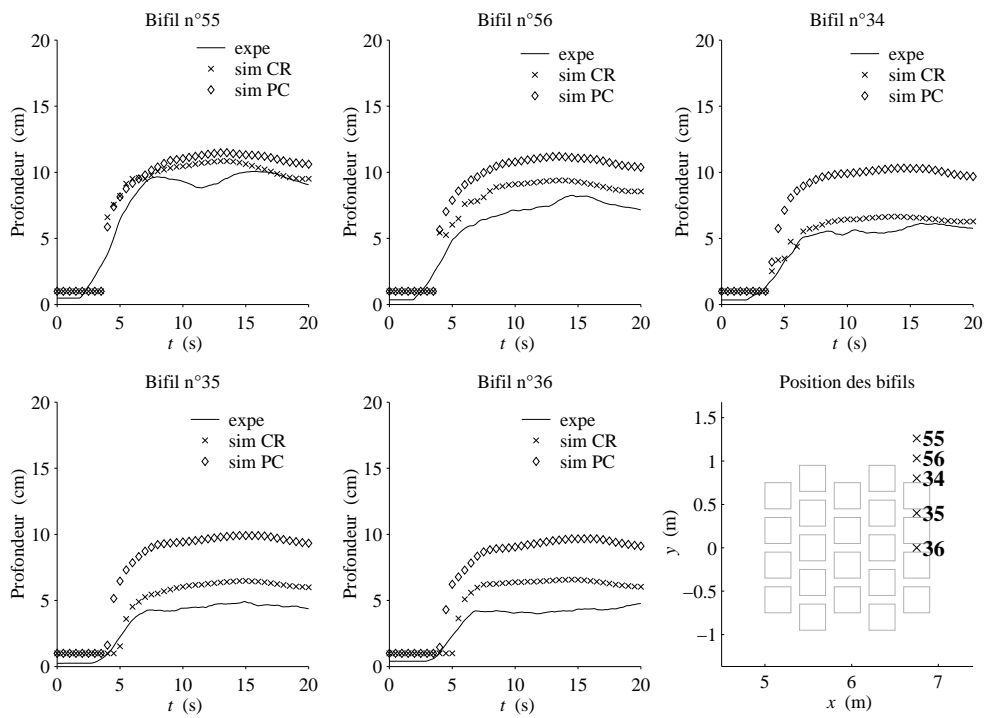 Bifil n°55
Bifil n°56
Bifil n°34
20
15
10
5
0
Profondeur (cm)
expe
sim CR
sim PC
0 5 10 15 20
t (s)
20
15
10
5
0
Profondeur (cm)
expe
sim CR
sim PC
0 5 10 15 20
t (s)
20
15
10
5
0
Profondeur (cm)
expe
sim CR
sim PC
0 5 10 15 20
t (s)
Bifil n°35
Bifil n°36
Position des bifils
20
15
10
5
0
Profondeur (cm)
expe
sim CR
sim PC
0 5 10 15 20
t (s)
20
15
10
5
0
Profondeur (cm)
expe
sim CR
sim PC
0 5 10 15 20
t (s)
1.5
1
0.5
0
−0.5
−1
y (m)
55
56
34
35
36
5 6 7
x (m)